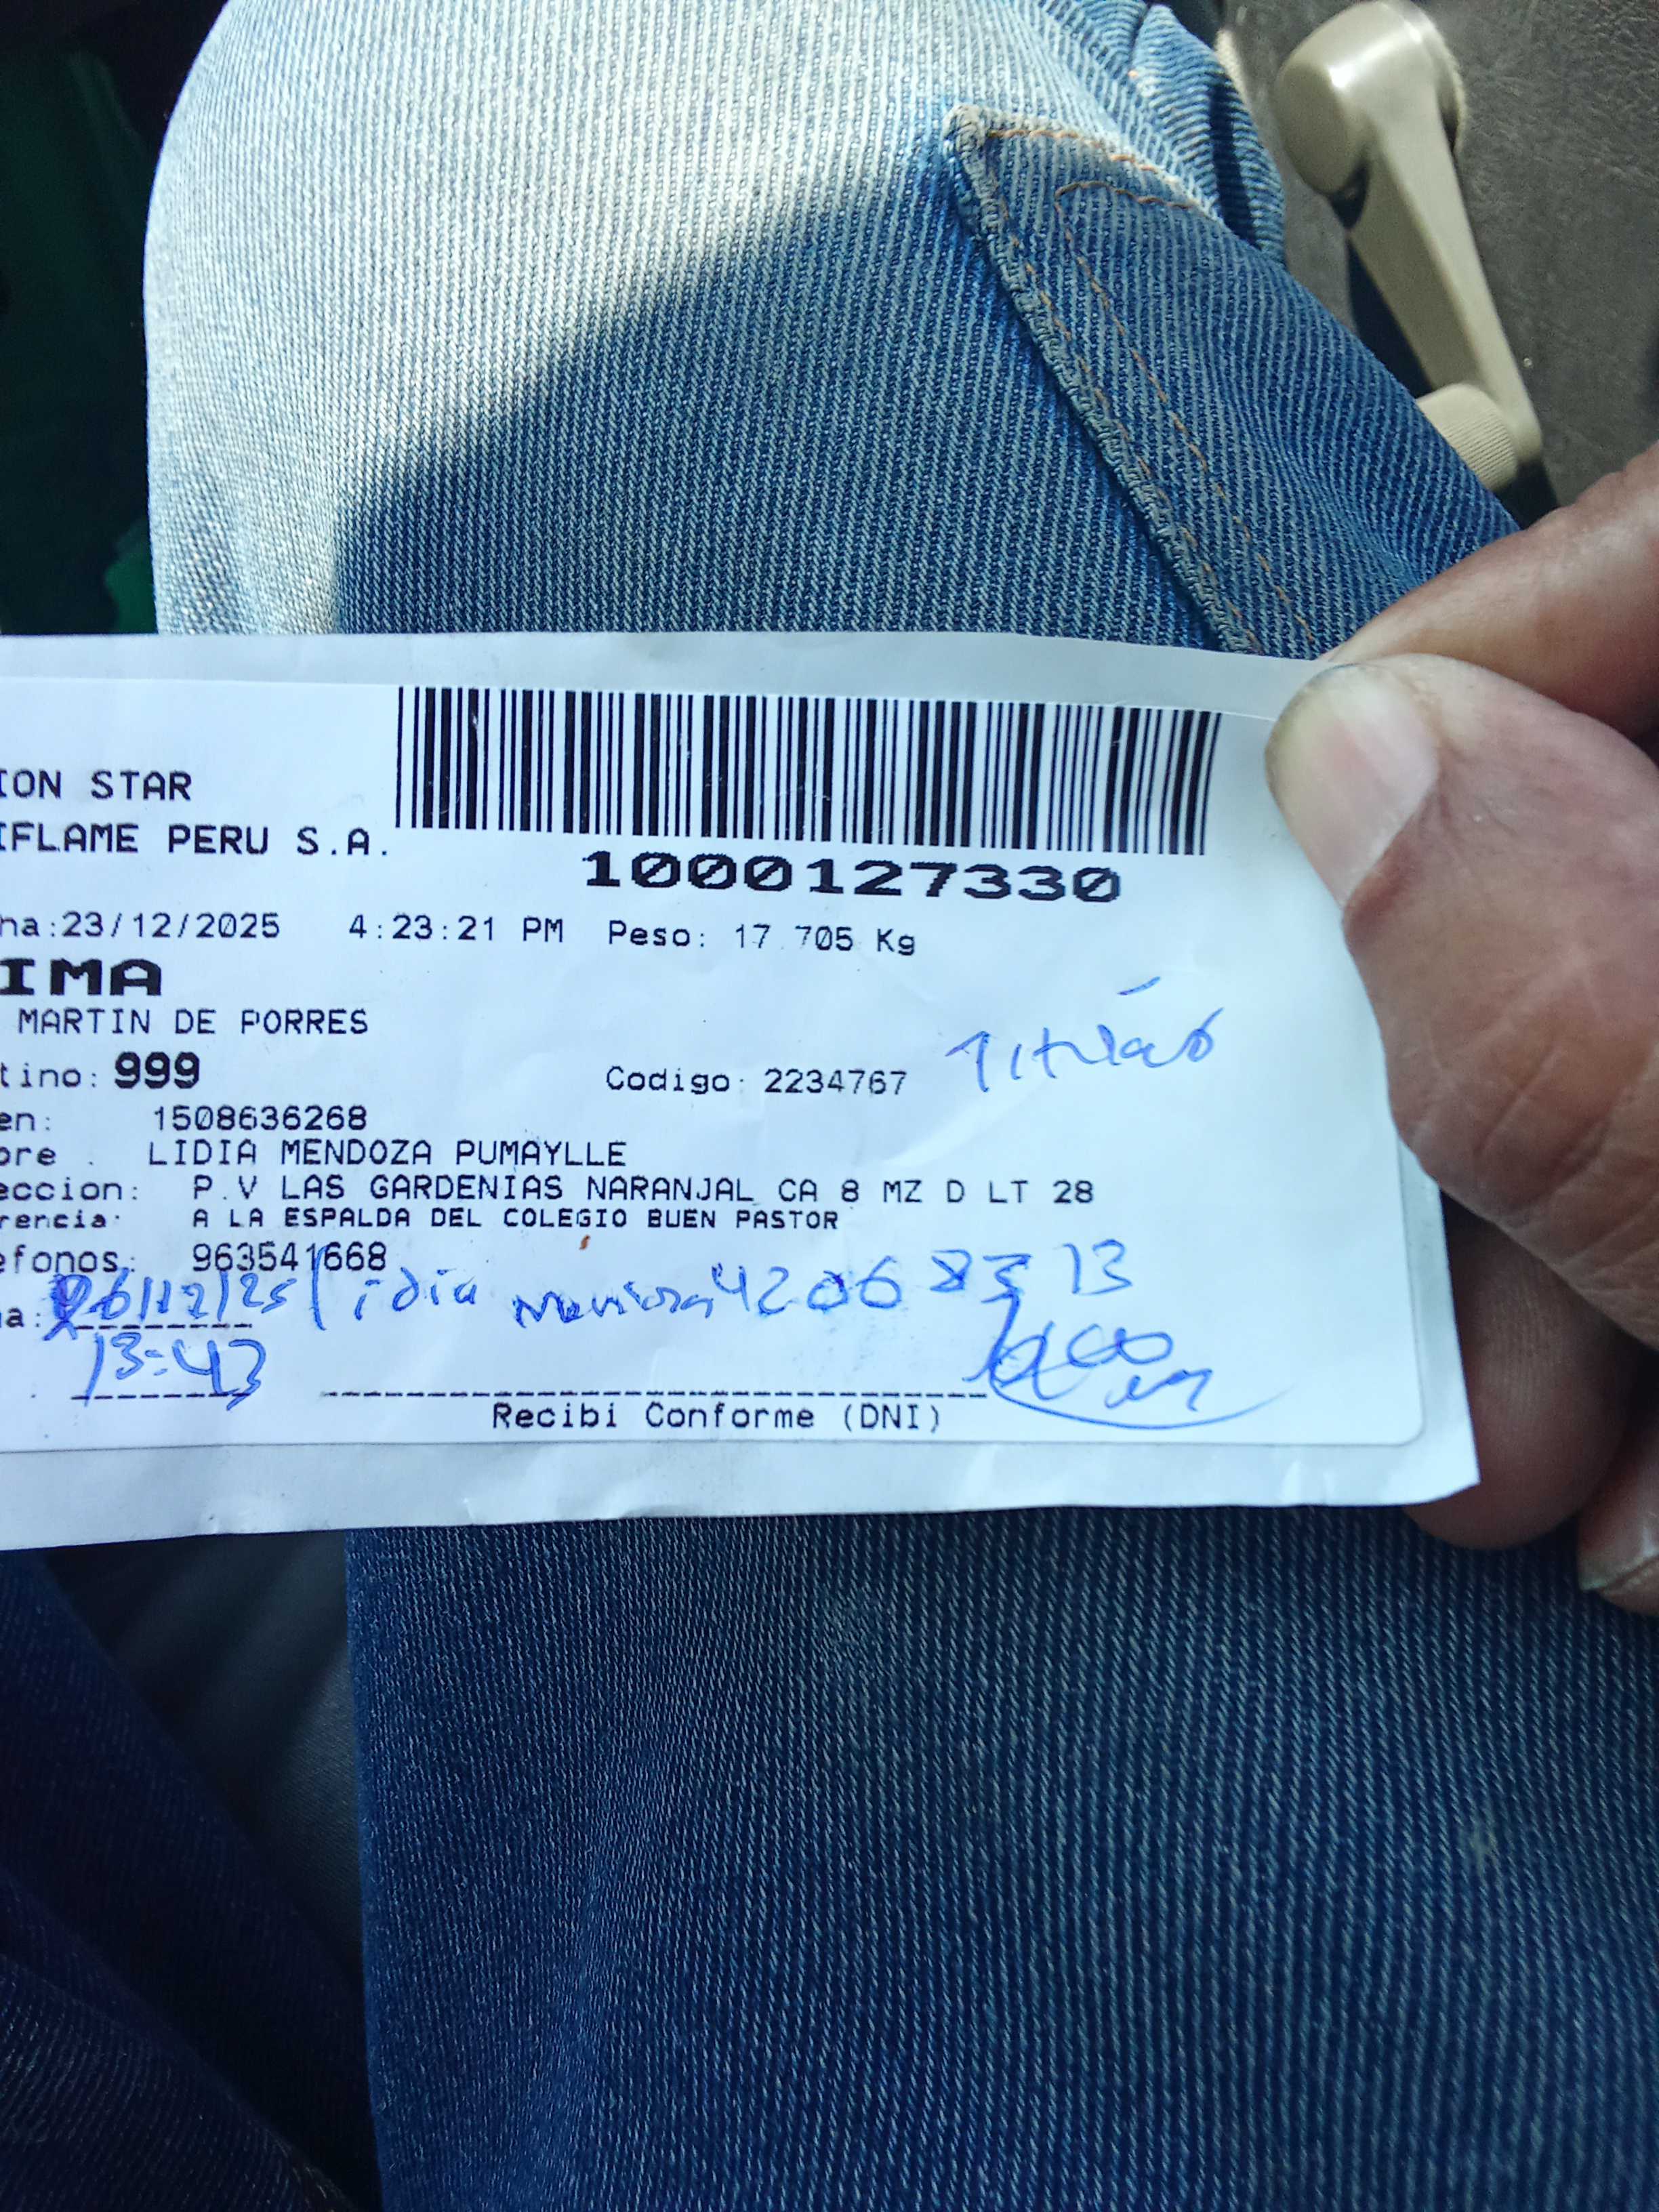 ION STAR
IFLAME PERU S.A.
1000127330
ha:23/12/2025 4:23:21 PM Peso: 17.705 Kg
IMA
MARTIN DE PORRES
tino: 999 Codigo: 2234767 Titular
en: 1508636268
bre : LIDIA MENDOZA PUMAYLLE
eccion: P.V LAS GARDENIAS NARANJAL CA 8 MZ D LT 28
rencia: A LA ESPALDA DEL COLEGIO BUEN PASTOR
efonos.: 963541668
a: 26/12/25 lidia
13:43
Recibi Conforme (DNI)